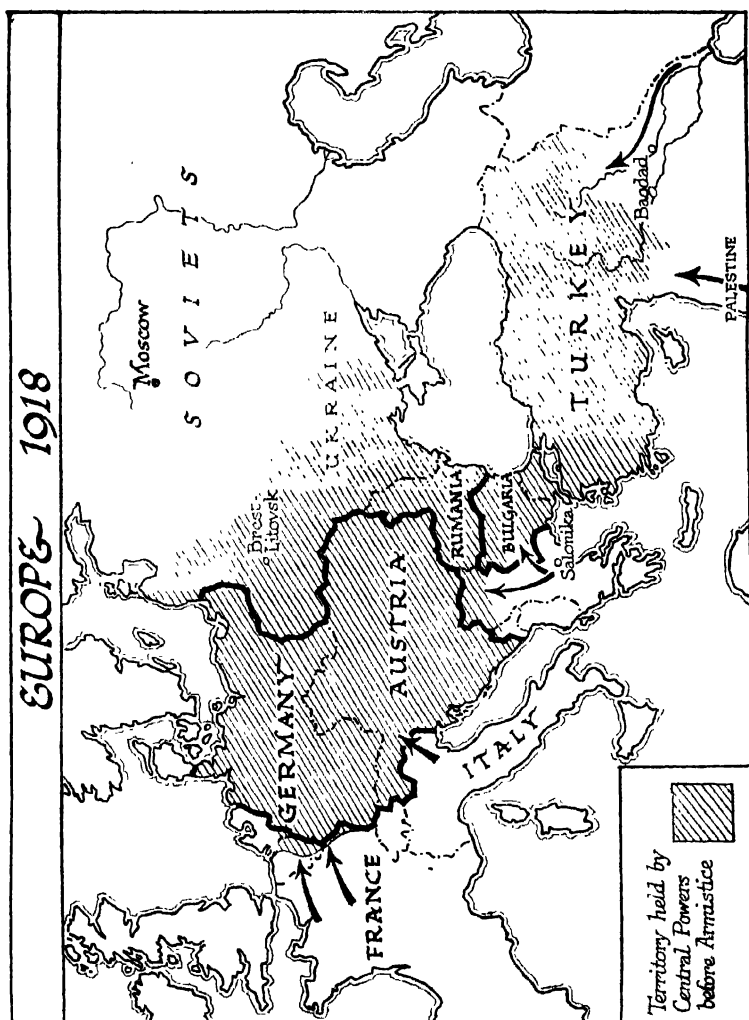 EUROPE 1918
Moscow
SOVIETS
UKRAINE
Brest
Litovsk
GERMANY
AUSTRIA
FRANCE
ITALY
RUMANIA
BULGARIA
Salonika
TURKEY
Bagdad
PALESTINE
Territory held by
Central Powers
before Armistice